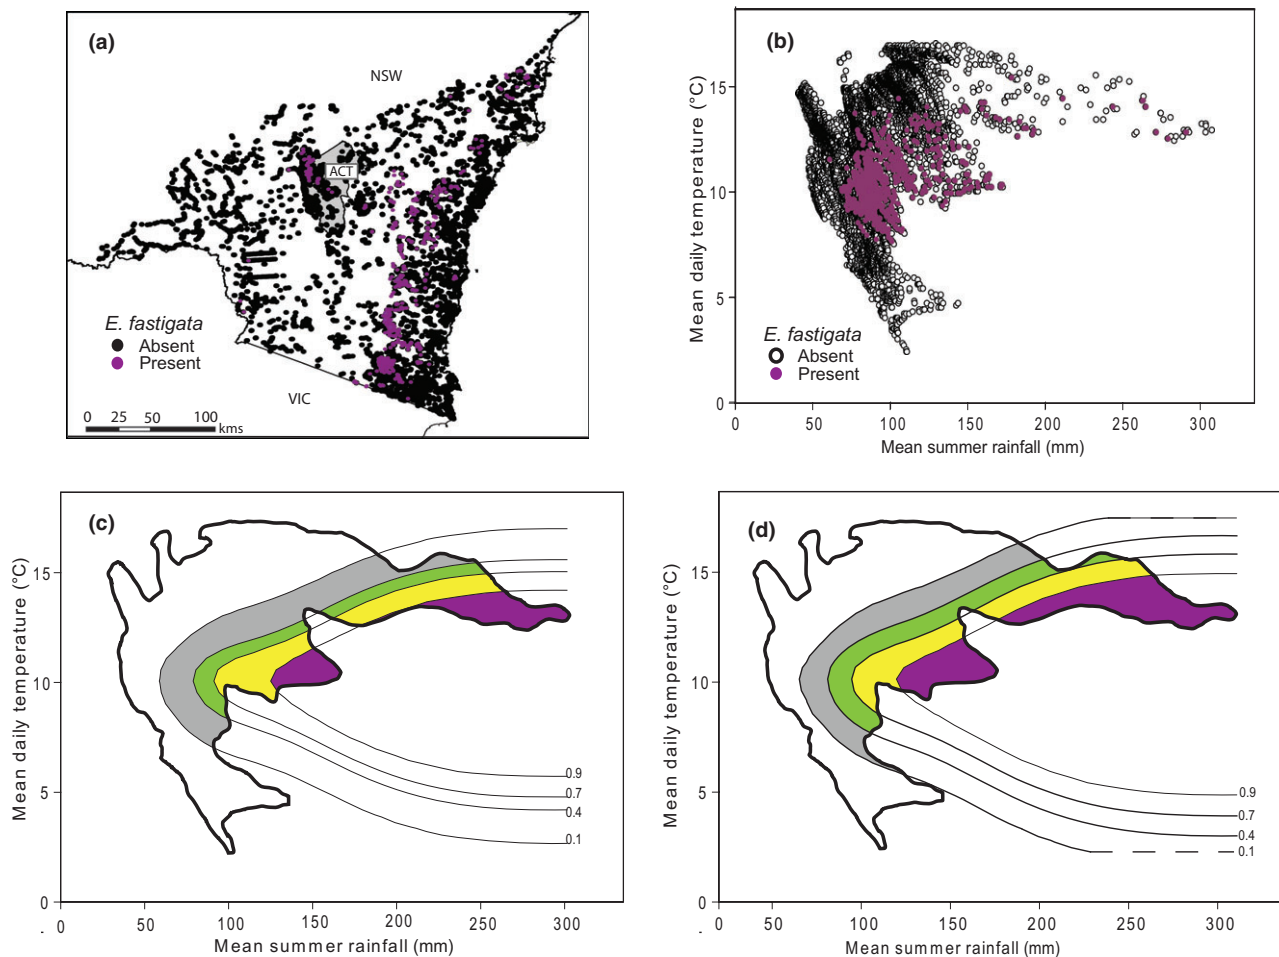 (a)
NSW
ACT
E. fastigata
Absent
Present
0 25 50 100
kms
VIC
(b)
Mean daily temperature (°C)
15
10
5
0
E. fastigata
Absent
Present
0 50 100 150 200 250 300
Mean summer rainfall (mm)
(c)
Mean daily temperature (°C)
15
10
5
0
0.9
0.7
0.4
0.1
0 50 100 150 200 250 300
Mean summer rainfall (mm)
(d)
Mean daily temperature (°C)
15
10
5
0
0.9
0.7
0.4
0.1
0 50 100 150 200 250 300
Mean summer rainfall (mm)